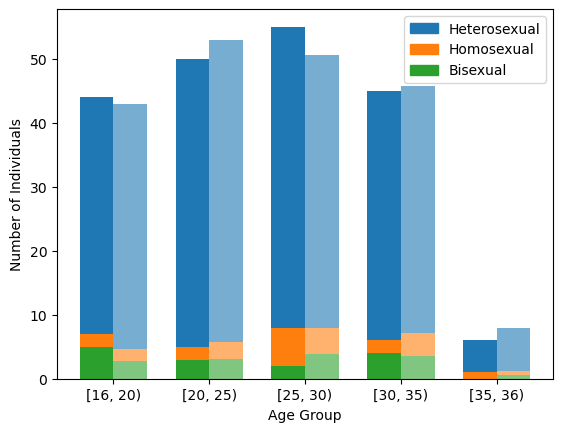 Heterosexual
Homosexual
Bisexual
Number of Individuals
50
40
30
20
10
0
[16, 20)
[20, 25)
[25, 30)
[30, 35)
[35, 36)
Age Group